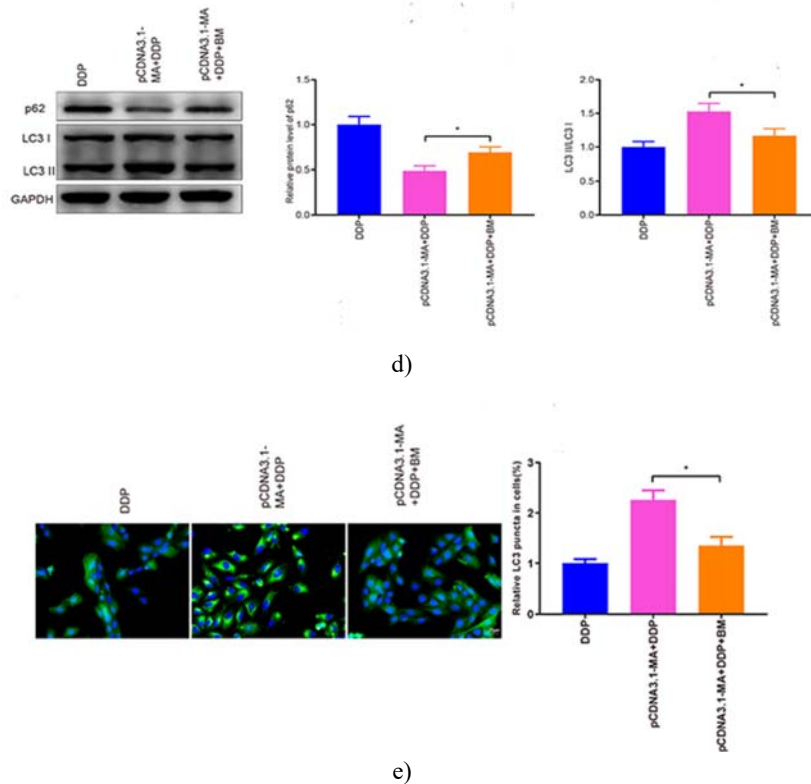 DDP
pCDNA3.1-
MA+DDP
pCDNA3.1-MA
+DDP+BM
p62
LC3 I
LC3 II
GAPDH
Relative protein level of p62
1.5
1.0
0.5
0.0
*
DDP
pCDNA3.1-MA+DDP
pCDNA3.1-MA+DDP+BM
LC3 II/LC3 I
2.0
1.5
1.0
0.5
0.0
*
DDP
pCDNA3.1-MA+DDP
pCDNA3.1-MA+DDP+BM
d)
DDP
pCDNA3.1-
MA+DDP
pCDNA3.1-MA
+DDP+BM
Relative LC3 puncta in cells(%)
3
2
1
0
*
DDP
pCDNA3.1-MA+DDP
pCDNA3.1-MA+DDP+BM
e)